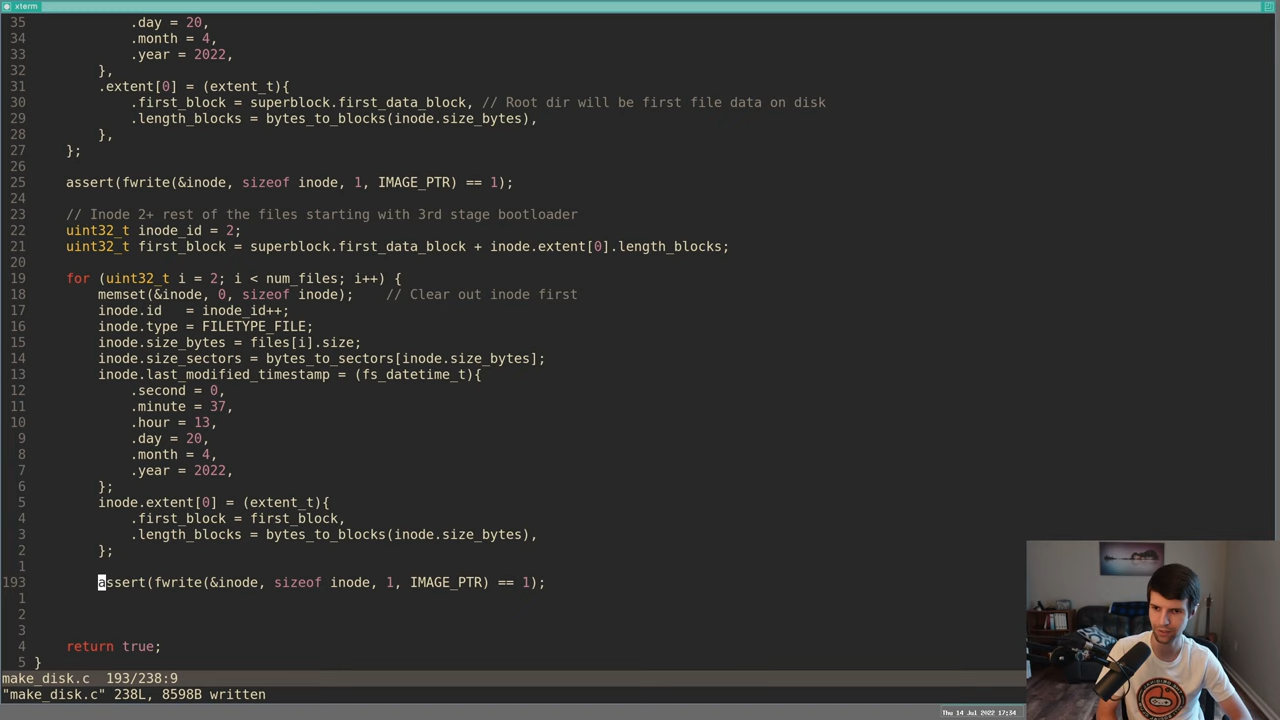 xterm
35             .day = 20,
34             .month = 4,
33             .year = 2022,
32         },
31         .extent[0] = (extent_t){
30             .first_block = superblock.first_data_block, // Root dir will be first file data on disk
29             .length_blocks = bytes_to_blocks(inode.size_bytes),
28         },
27     };
26
25     assert(fwrite(&inode, sizeof inode, 1, IMAGE_PTR) == 1);
24
23     // Inode 2+ rest of the files starting with 3rd stage bootloader
22     uint32_t inode_id = 2;
21     uint32_t first_block = superblock.first_data_block + inode.extent[0].length_blocks;
20
19     for (uint32_t i = 2; i < num_files; i++) {
18         memset(&inode, 0, sizeof inode);    // Clear out inode first
17         inode.id   = inode_id++;
16         inode.type = FILETYPE_FILE;
15         inode.size_bytes = files[i].size;
14         inode.size_sectors = bytes_to_sectors[inode.size_bytes];
13         inode.last_modified_timestamp = (fs_datetime_t){
12             .second = 0,
11             .minute = 37,
10             .hour = 13,
9             .day = 20,
8             .month = 4,
7             .year = 2022,
6         };
5         inode.extent[0] = (extent_t){
4             .first_block = first_block,
3             .length_blocks = bytes_to_blocks(inode.size_bytes),
2         };
1
193         assert(fwrite(&inode, sizeof inode, 1, IMAGE_PTR) == 1);
1
2
3
4     return true;
5 }
make_disk.c  193/238:9
"make_disk.c" 238L, 8598B written
Thu 14 Jul 2022 17:34